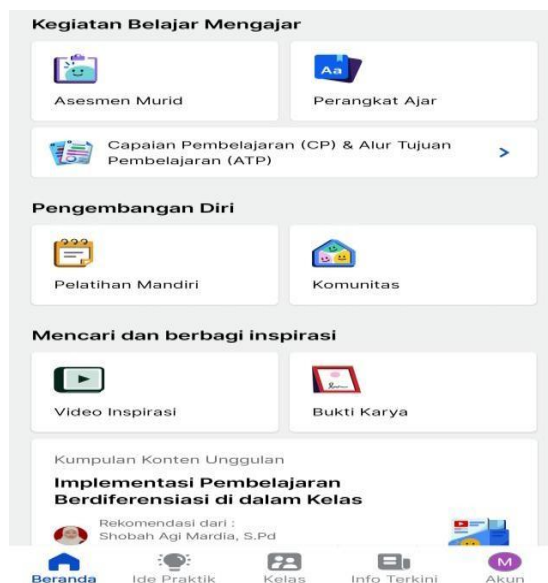 Kegiatan Belajar Mengajar
Asesmen Murid
Aa
Perangkat Ajar
Capaian Pembelajaran (CP) & Alur Tujuan
Pembelajaran (ATP)
Pengembangan Diri
Pelatihan Mandiri
Komunitas
Mencari dan berbagi inspirasi
Video Inspirasi
Bukti Karya
Kumpulan Konten Unggulan
Implementasi Pembelajaran
Berdiferensiasi di dalam Kelas
Rekomendasi dari :
Shobah Agi Mardia, S.Pd
Beranda
Ide Praktik
Kelas
Info Terkini
M
Akun